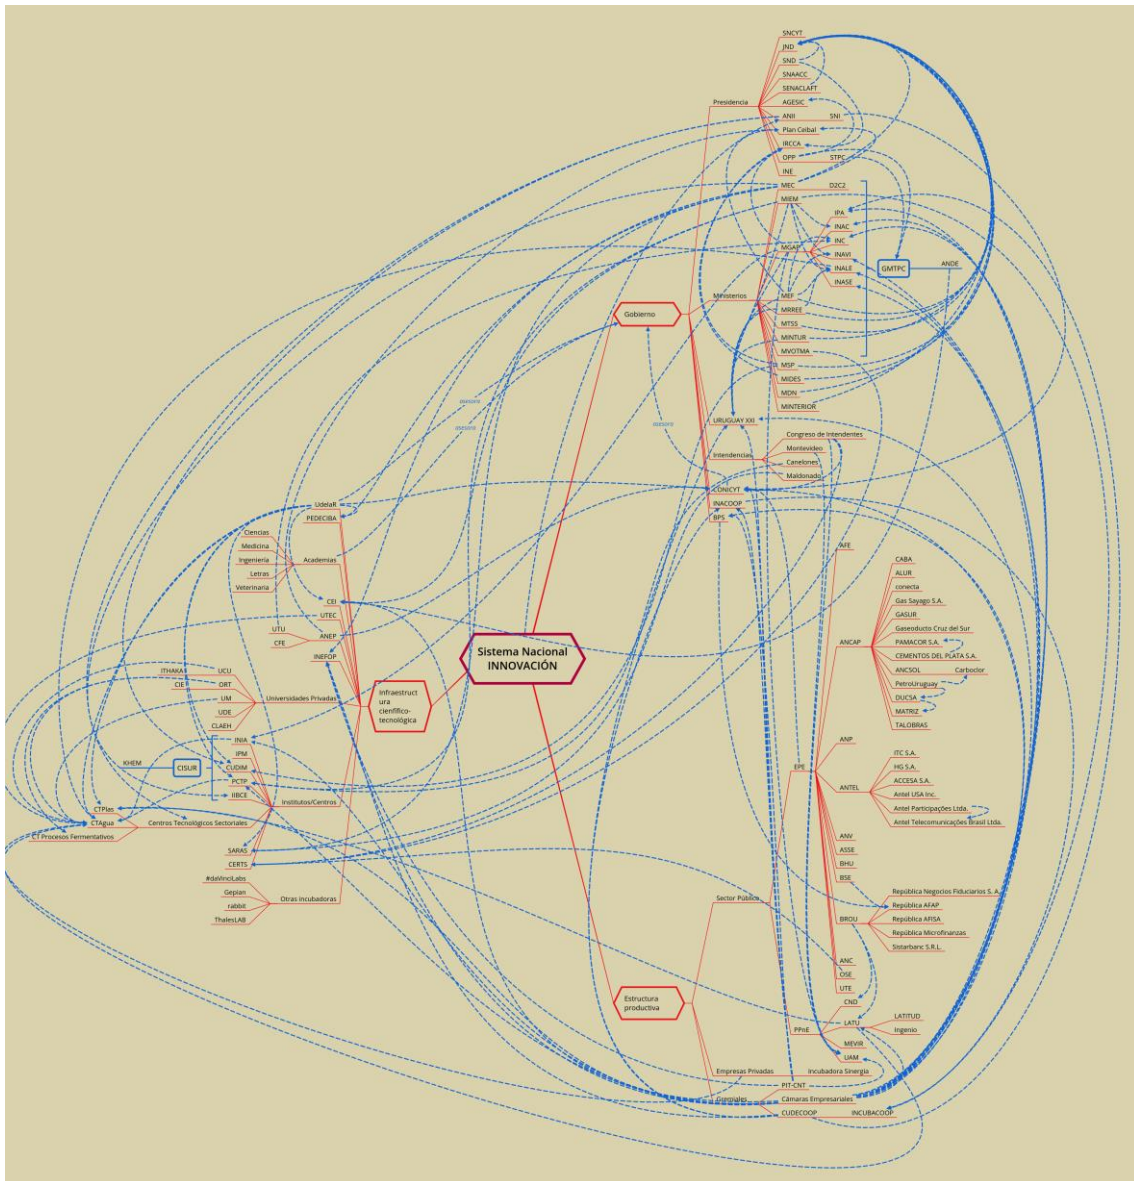 SNCYT
JND
SND
SNAACC
SENACLAFT
Presidencia
AGESIC
ANII
SNI
Plan Ceibal
IRCCA
OPP
STPC
INE
MEC
D2C2
MIEM
IPA
INAC
INC
MGAP
INAVI
INALE
INASE
GMTPC
ANDE
Ministerios
MEF
MRREE
MTSS
MINTUR
MVOTMA
MSP
MIDES
MDN
MINTERIOR
Gobierno
URUGUAY XXI
Congreso de Intendentes
Montevideo
Intendencias
Canelones
Maldonado
CONICYT
INACOOP
BPS
asesora
asesora
asesora
UdelaR
PEDECIBA
Ciencias
Medicina
Ingeniería
Letras
Veterinaria
Academias
CEI
UTEC
UTU
CFE
ANEP
INEFOP
ITHAKA
UCU
CIE
ORT
UM
UDE
CLAEH
Universidades Privadas
INIA
IPM
KHEM
CISUR
CUDIM
PCTP
IIBCE
Institutos/Centros
CTPlas
CTAgua
Centros Tecnológicos Sectoriales
CT Procesos Fermentativos
SARAS
CERTS
#daVinciLabs
Gepian
rabbit
ThalesLAB
Otras incubadoras
Infraestruct
ura
cienfífico-
tecnológica
Sistema Nacional
INNOVACIÓN
AFE
CABA
ALUR
conecta
Gas Sayago S.A.
GASUR
Gaseoducto Cruz del Sur
ANCAP
PAMACOR S.A.
CEMENTOS DEL PLATA S.A.
ANCSOL
Carboclor
PetroUruguay
DUCSA
MATRIZ
TALOBRAS
ANP
EPE
ITC S.A.
HG S.A.
ACCESA S.A.
ANTEL
Antel USA Inc.
Antel Participações Ltda.
Antel Telecomunicações Brasil Ltda.
ANV
ASSE
BHU
BSE
República Negocios Fiduciarios S. A.
República AFAP
BROU
República AFISA
República Microfinanzas
Sistarbanc S.R.L.
ANC
OSE
UTE
Sector Público
Estructura
productiva
CND
PPnE
LATU
LATITUD
Ingenio
MEVIR
UAM
Empresas Privadas
Incubadora Sinergia
PIT-CNT
Gremiales
Cámaras Empresariales
CUDECOOP
INCUBACOOP